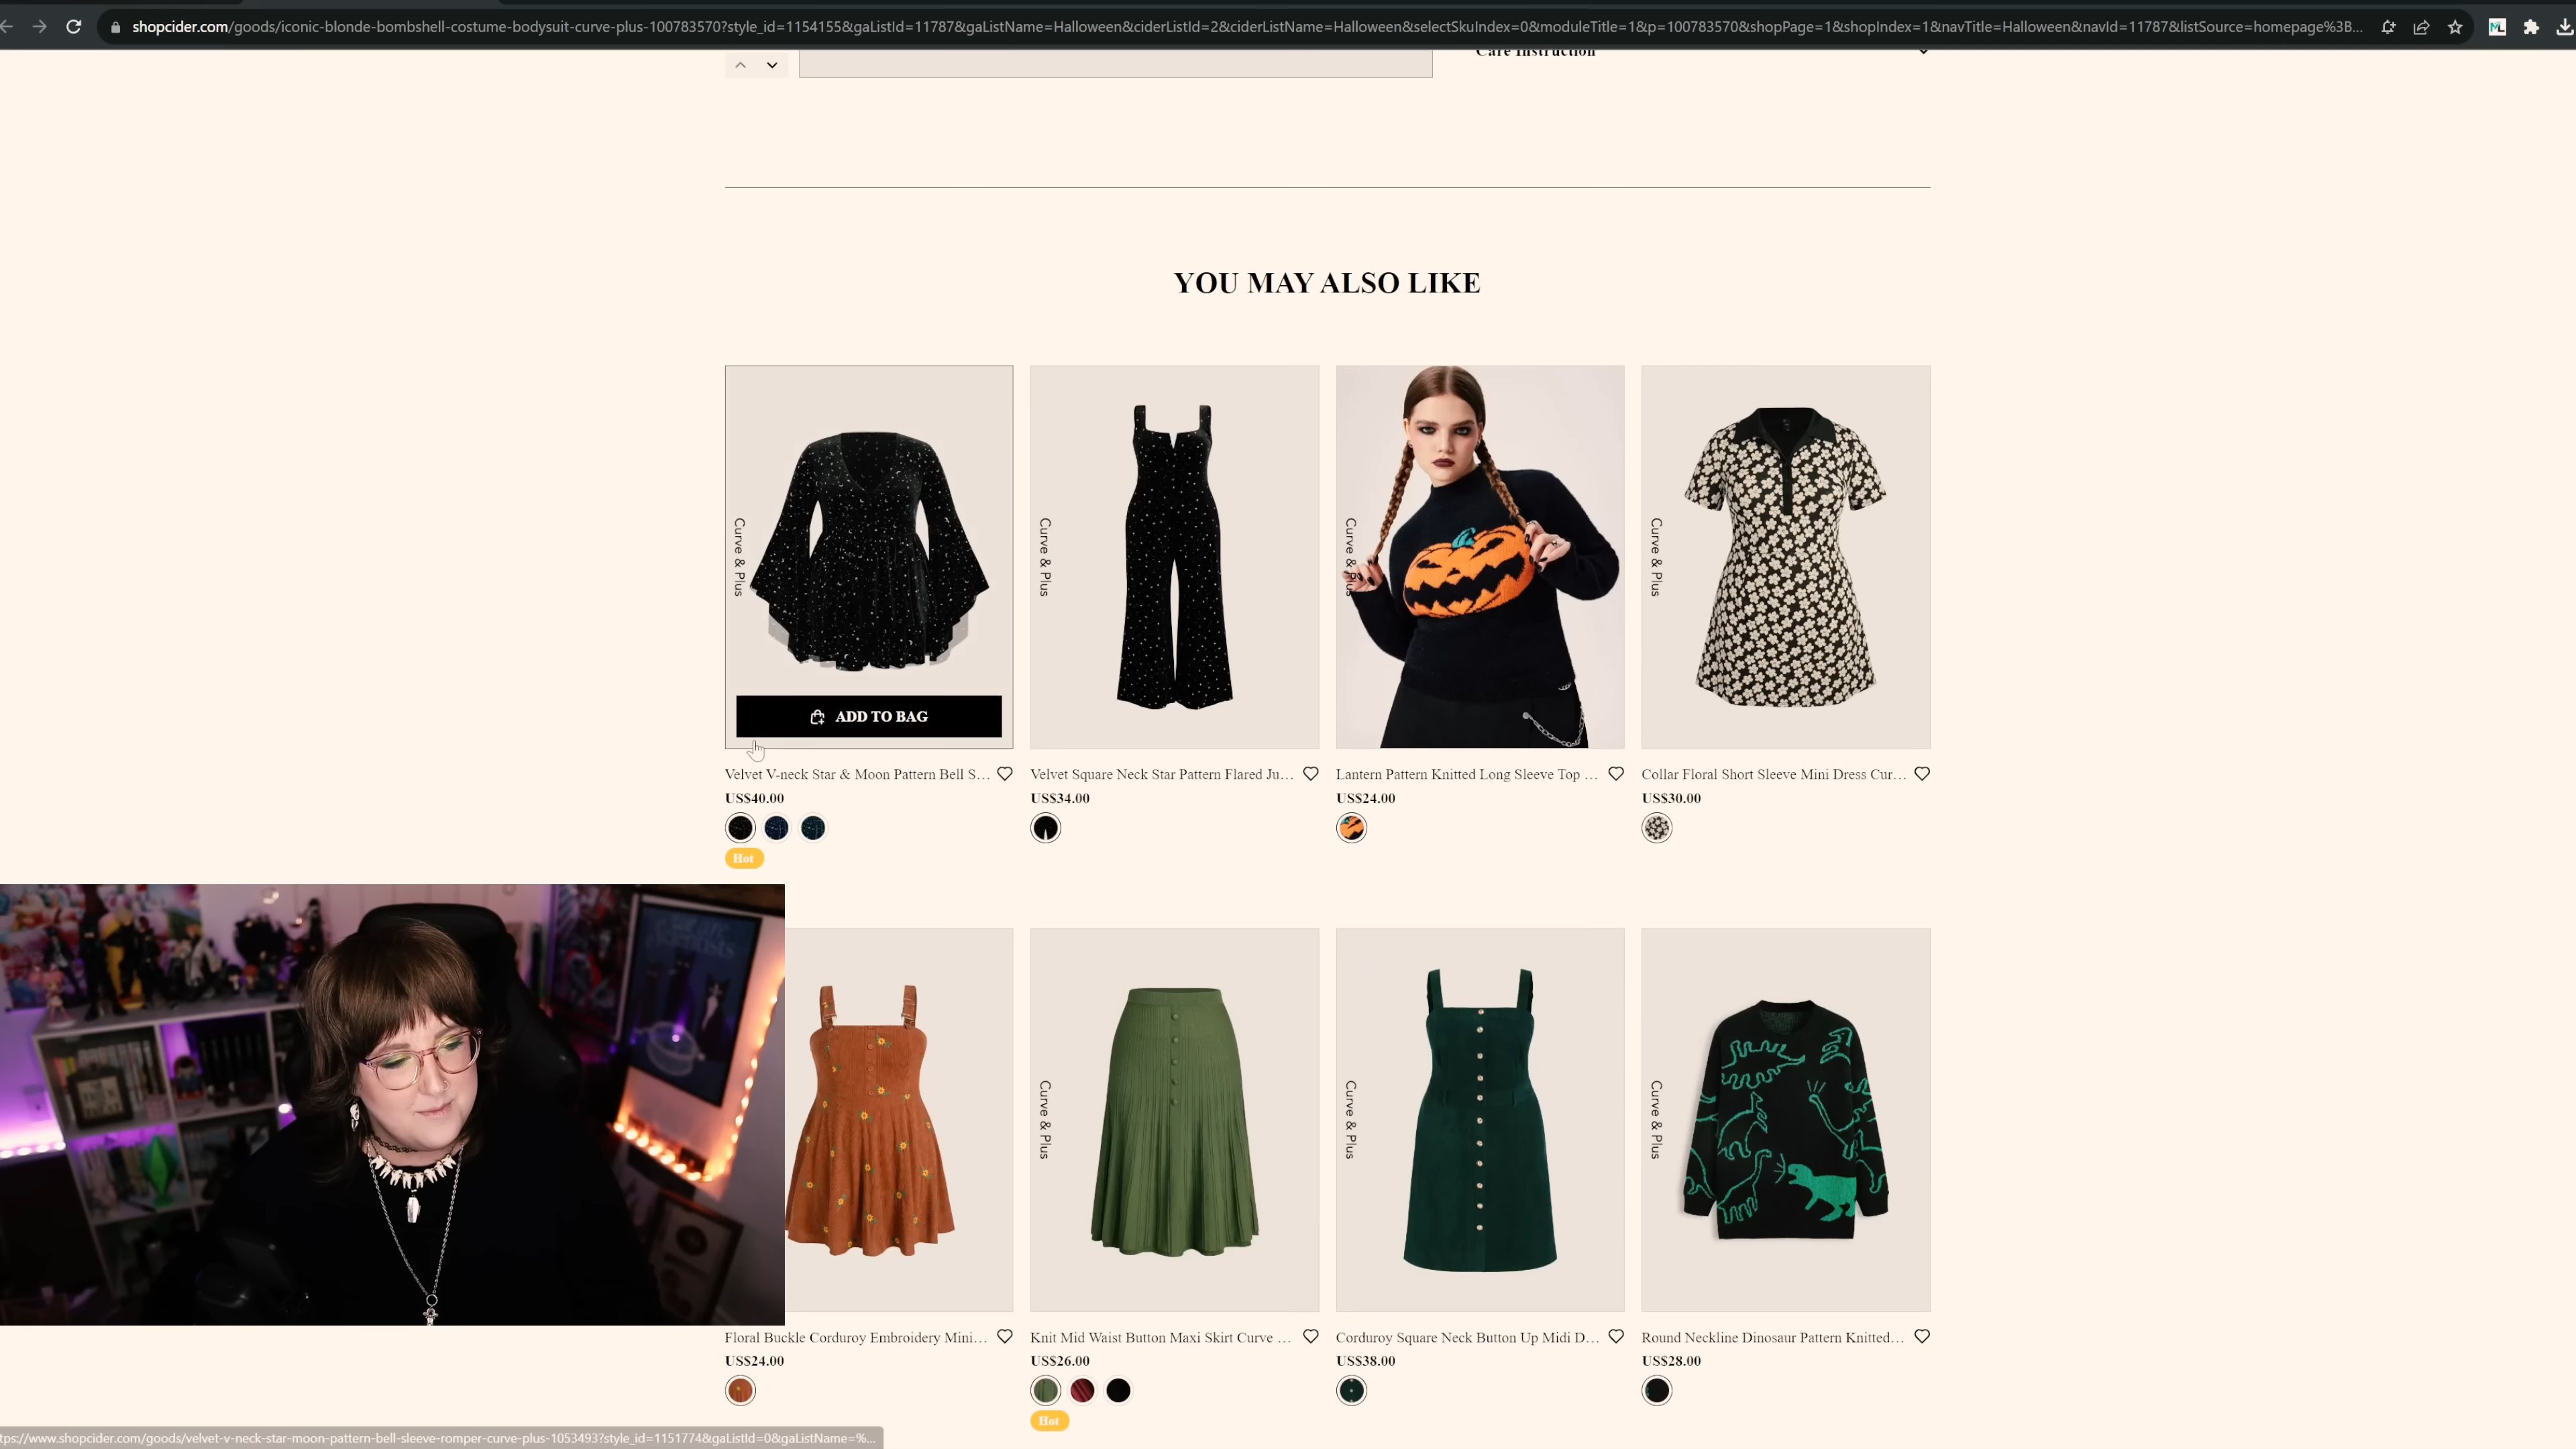 shopcider.com/goods/iconic-blonde-bombshell-costume-bodysuit-curve-plus-100783570?style_id=1154155&gaListId=11787&gaListName=Halloween&ciderListId=2&ciderListName=Halloween&selectSkuIndex=0&moduleTitle=1&p=100783570&shopPage=1&shopIndex=1&navTitle=Halloween&navId=11787&listSource=homepage%3B...
Care Instruction
YOU MAY ALSO LIKE
Curve & Plus
Curve & Plus
Curve & Plus
Curve & Plus
ADD TO BAG
Velvet V-neck Star & Moon Pattern Bell S...
Velvet Square Neck Star Pattern Flared Ju...
Lantern Pattern Knitted Long Sleeve Top ...
Collar Floral Short Sleeve Mini Dress Cur...
US$40.00
US$34.00
US$24.00
US$30.00
Hot
Curve & Plus
Curve & Plus
Curve & Plus
Floral Buckle Corduroy Embroidery Mini...
Knit Mid Waist Button Maxi Skirt Curve ...
Corduroy Square Neck Button Up Midi D...
Round Neckline Dinosaur Pattern Knitted...
US$24.00
US$26.00
US$38.00
US$28.00
Hot
tps://www.shopcider.com/goods/velvet-v-neck-star-moon-pattern-bell-sleeve-romper-curve-plus-1053493?style_id=1151774&gaListId=0&gaListName=%...